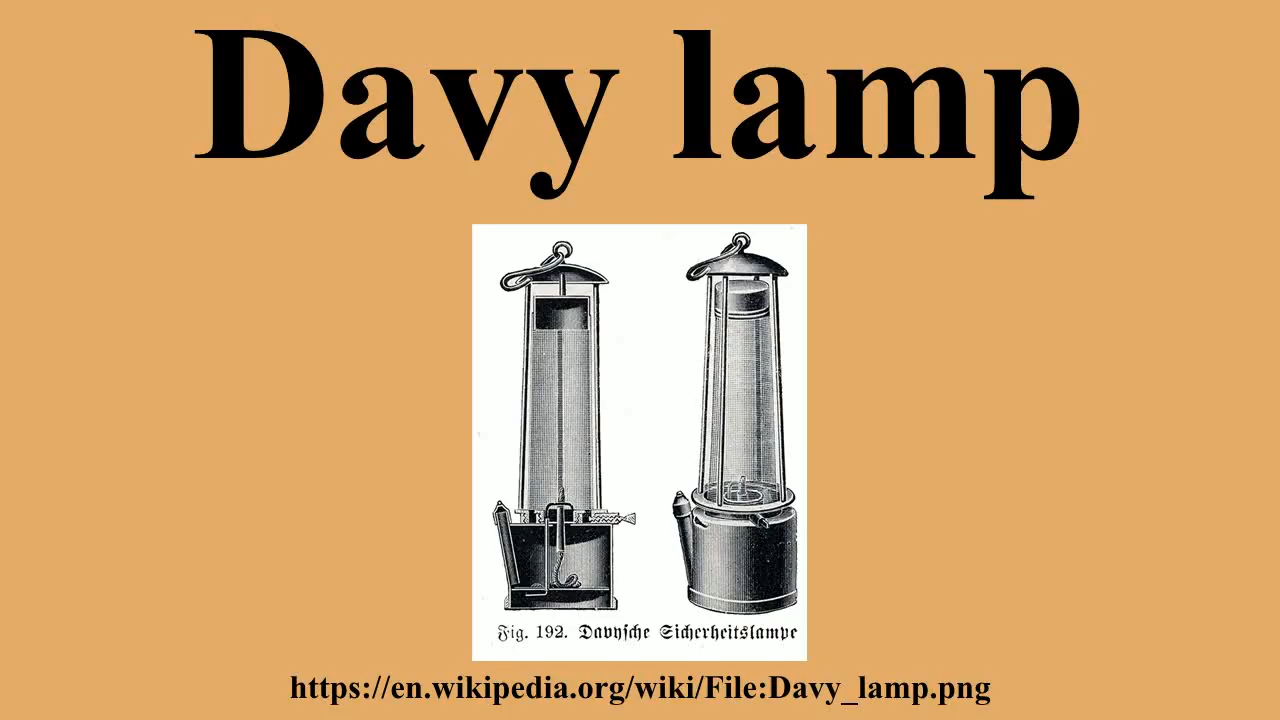 Davy lamp
Fig. 192. Davyſche Sicherheitslampe
https://en.wikipedia.org/wiki/File:Davy_lamp.png